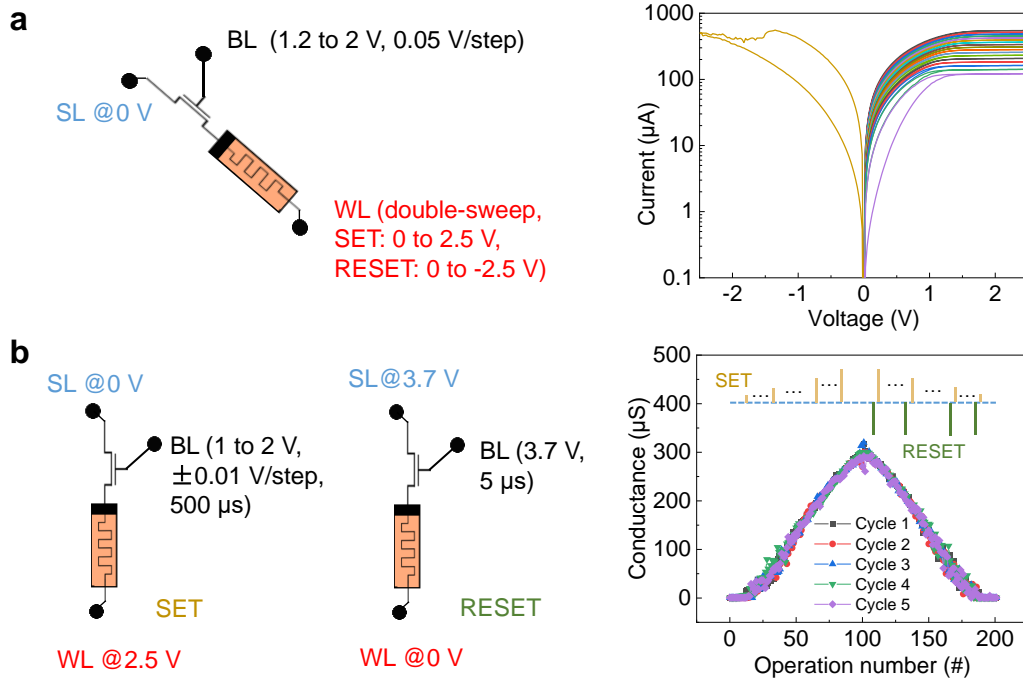 a
BL (1.2 to 2 V, 0.05 V/step)
SL @0 V
WL (double-sweep,
SET: 0 to 2.5 V,
RESET: 0 to -2.5 V)
1000
100
10
1
0.1
Current (µA)
-2 -1 0 1 2
Voltage (V)
b
SL @0 V
BL (1 to 2 V,
±0.01 V/step,
500 µs)
SET
WL @2.5 V
SL@3.7 V
BL (3.7 V,
5 µs)
RESET
WL @0 V
500
400
300
200
100
0
Conductance (µS)
SET
... ... ... ... ... ...
RESET
Cycle 1
Cycle 2
Cycle 3
Cycle 4
Cycle 5
0 50 100 150 200
Operation number (#)